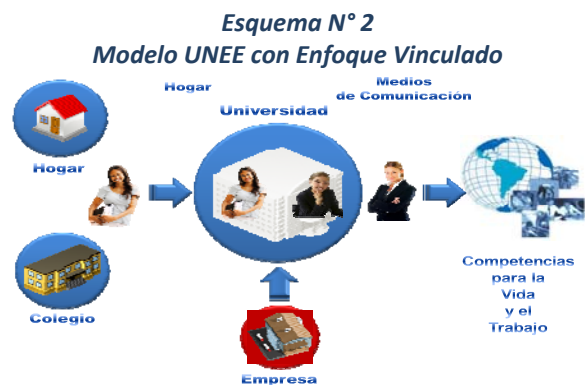 Esquema N° 2
Modelo UNEE con Enfoque Vinculado
Hogar
Medios
de Comunicación
Universidad
Hogar
Colegio
Competencias
para la
Vida
y el
Trabajo
Empresa